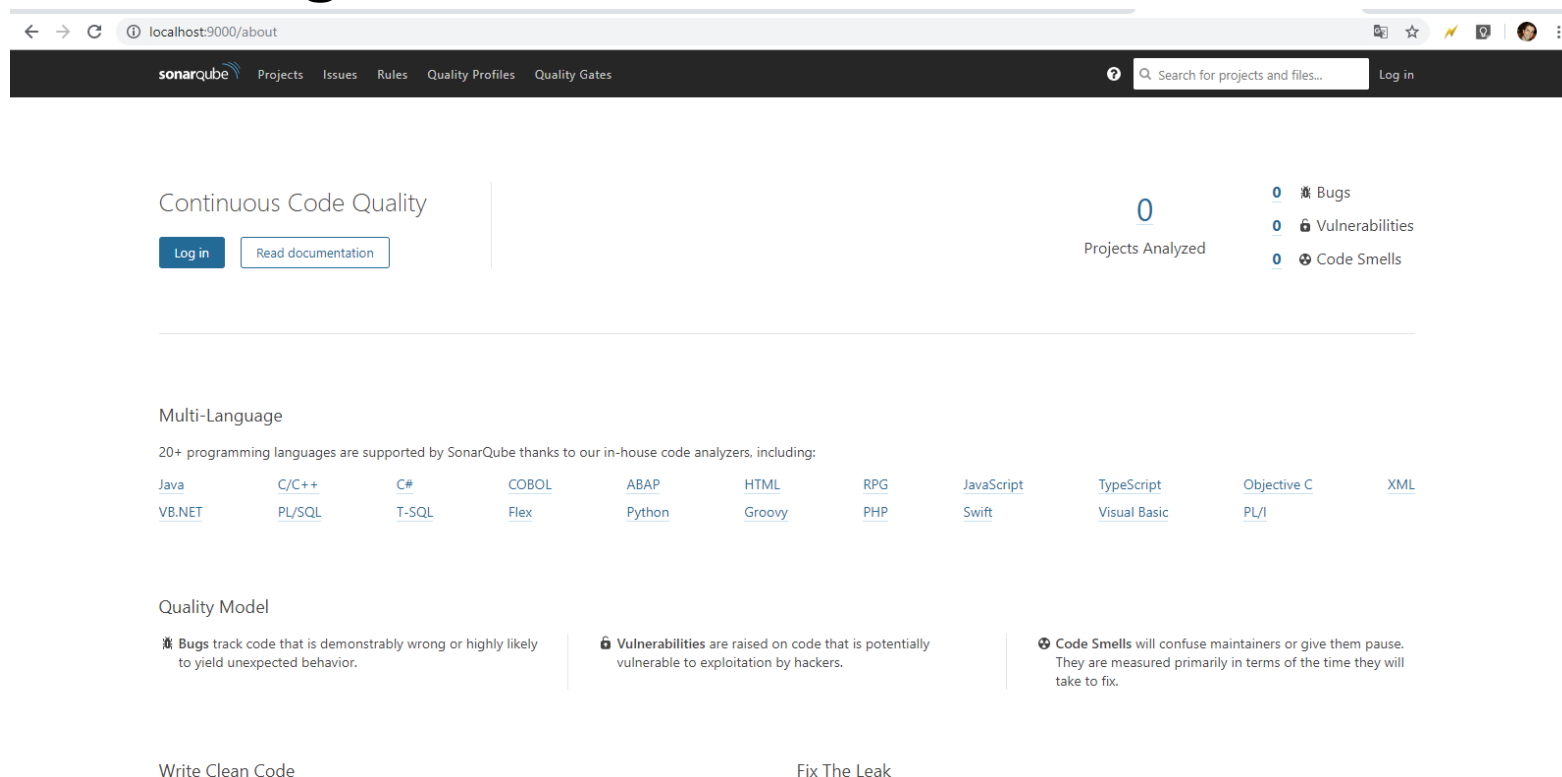 localhost:9000/about
sonarqube Projects Issues Rules Quality Profiles Quality Gates ? Search for projects and files... Log in
Continuous Code Quality
Log in Read documentation
0
Projects Analyzed
0 Bugs
0 Vulnerabilities
0 Code Smells
Multi-Language
20+ programming languages are supported by SonarQube thanks to our in-house code analyzers, including:
Java C/C++ C# COBOL ABAP HTML RPG JavaScript TypeScript Objective C XML
VB.NET PL/SQL T-SQL Flex Python Groovy PHP Swift Visual Basic PL/I
Quality Model
Bugs track code that is demonstrably wrong or highly likely
to yield unexpected behavior.
Vulnerabilities are raised on code that is potentially
vulnerable to exploitation by hackers.
Code Smells will confuse maintainers or give them pause.
They are measured primarily in terms of the time they will
take to fix.
Write Clean Code Fix The Leak